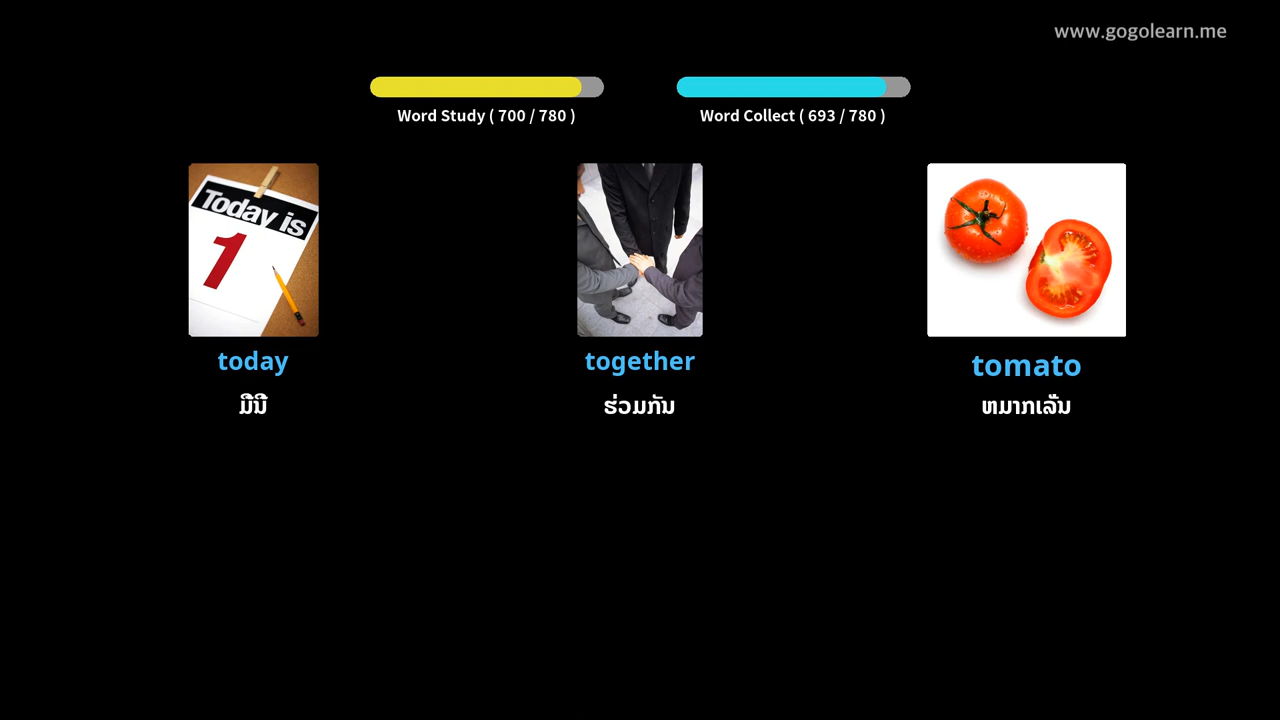 www.gogolearn.me
Word Study ( 700 / 780 )
Word Collect ( 693 / 780 )
Today is
1
today
together
tomato
ມື້ນີ້
ຮ່ວມກັນ
ຫມາກເລັ່ນ